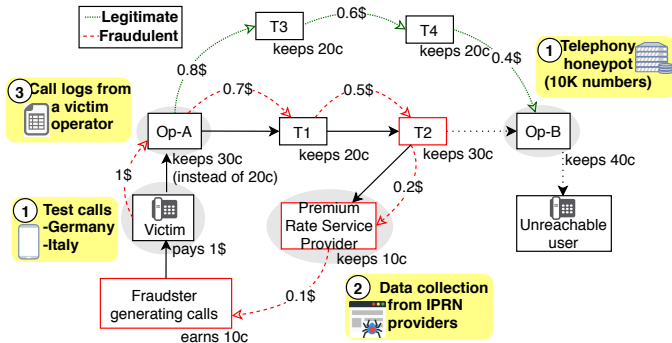 Legitimate
Fraudulent
T3
keeps 20c
0.6$
T4
keeps 20c
0.4$
1 Telephony
honeypot
(10K numbers)
0.8$
3 Call logs from
a victim
operator
0.7$
0.5$
Op-A
T1
T2
Op-B
keeps 30c
(instead of 20c)
keeps 20c
keeps 30c
keeps 40c
1$
0.2$
1 Test calls
-Germany
-Italy
Victim
pays 1$
Premium
Rate Service
Provider
keeps 10c
Unreachable
user
0.1$
Fraudster
generating calls
earns 10c
2 Data collection
from IPRN
providers